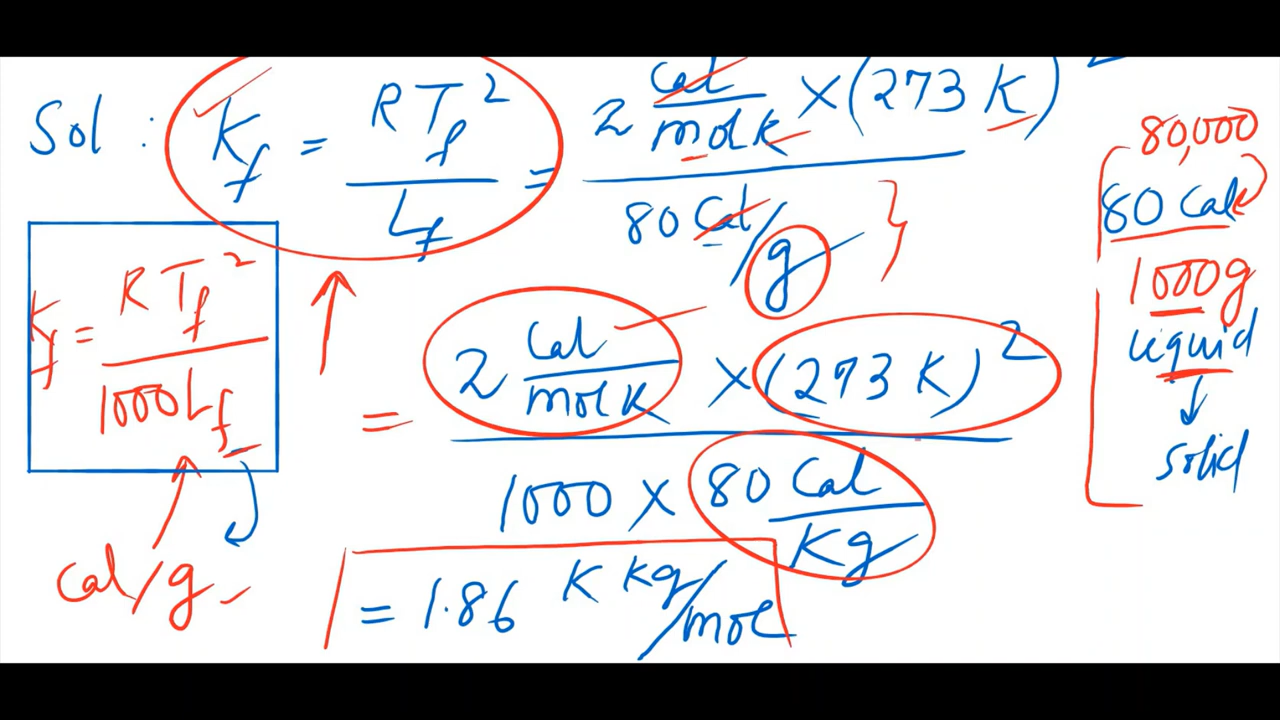 Sol : Kf = RTf² / Lf = 2 Cal/mol K × (273 K) / 80 Cal/g
80,000
80 Cal
1000g
liquid
↓
solid
Kf = RTf² / 1000Lf
= 2 Cal/mol K × (273 K)² / 1000 × 80 Cal/Kg
Cal/g
= 1.86 K Kg/mol